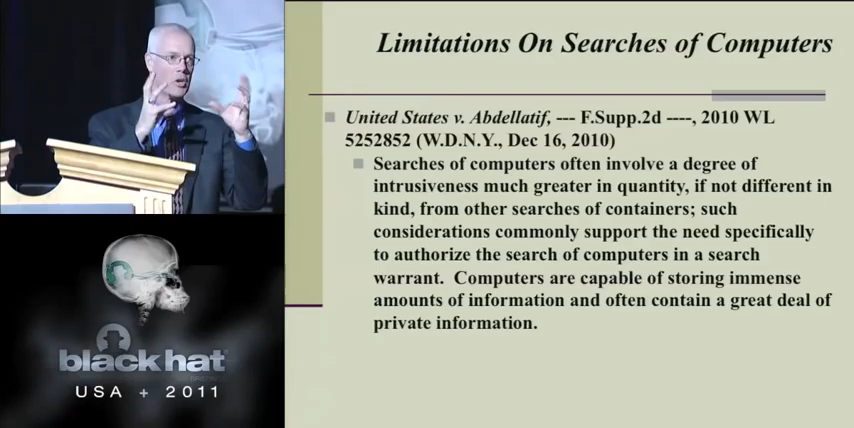 Limitations On Searches of Computers
United States v. Abdellatif, --- F.Supp.2d ----, 2010 WL
5252852 (W.D.N.Y., Dec 16, 2010)
Searches of computers often involve a degree of
intrusiveness much greater in quantity, if not different in
kind, from other searches of containers; such
considerations commonly support the need specifically
to authorize the search of computers in a search
warrant. Computers are capable of storing immense
amounts of information and often contain a great deal of
private information.
black hat
USA + 2011